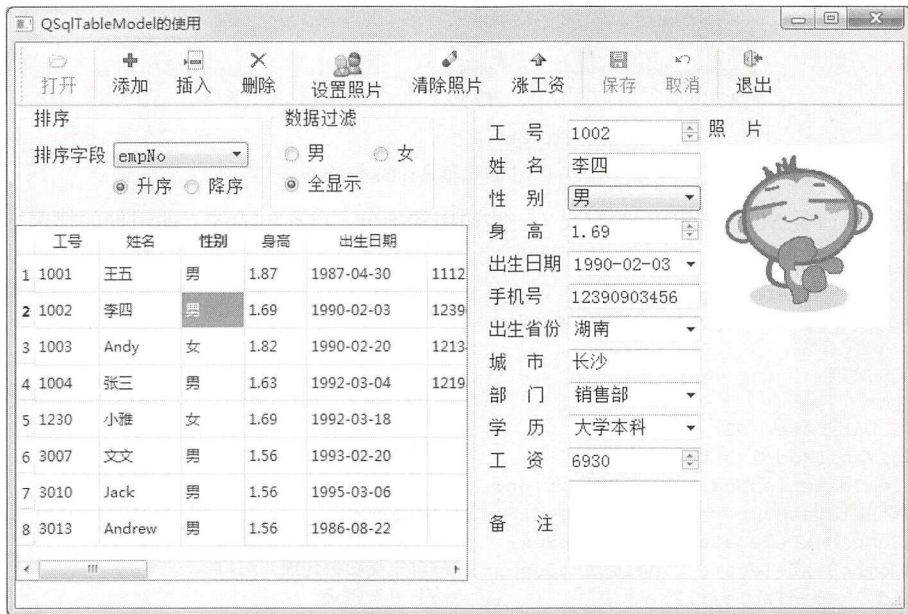 QSqlTableModel的使用
打开 添加 插入 删除 设置照片 清除照片 涨工资 保存 取消 退出
排序
排序字段 empNo
升序 降序
数据过滤
男 女
全显示
工号 姓名 性别 身高 出生日期
1 1001 王五 男 1.87 1987-04-30 1112
2 1002 李四 男 1.69 1990-02-03 1239
3 1003 Andy 女 1.82 1990-02-20 1213
4 1004 张三 男 1.63 1992-03-04 1219
5 1230 小雅 女 1.69 1992-03-18
6 3007 文文 男 1.56 1993-02-20
7 3010 Jack 男 1.56 1995-03-06
8 3013 Andrew 男 1.56 1986-08-22
工 号 1002
姓 名 李四
性 别 男
身 高 1.69
出生日期 1990-02-03
手机号 12390903456
出生省份 湖南
城 市 长沙
部 门 销售部
学 历 大学本科
工 资 6930
备 注
照 片